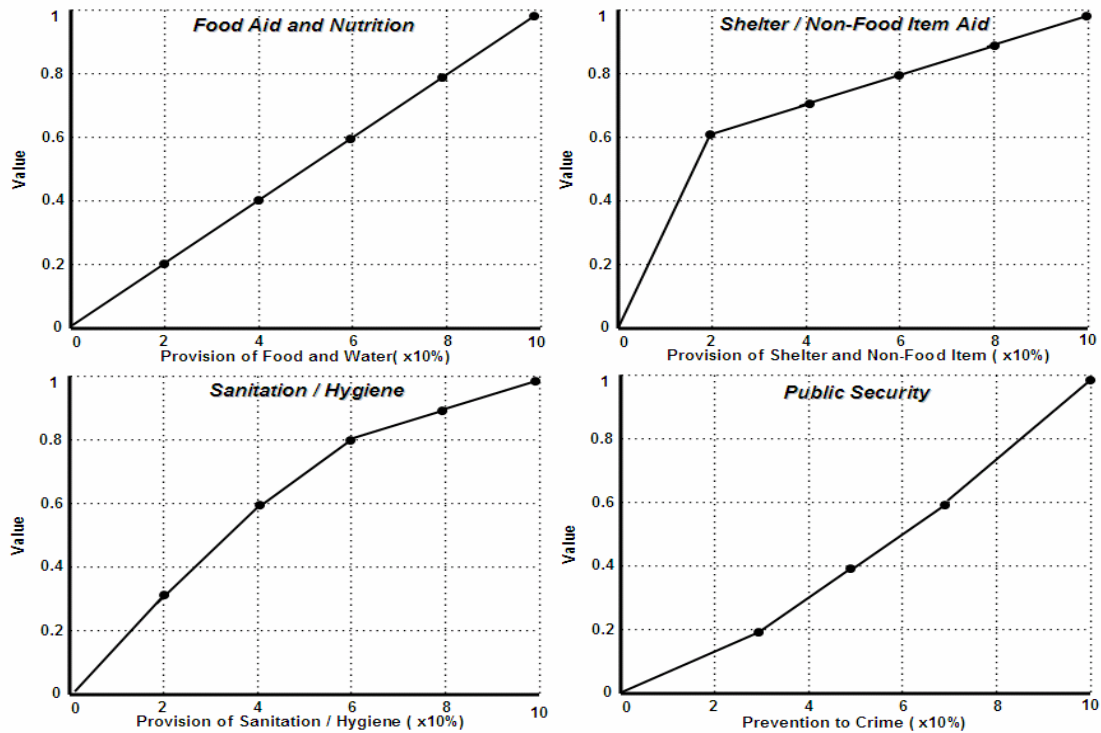 Food Aid and Nutrition
1
0.8
0.6
0.4
0.2
0
Value
0 2 4 6 8 10
Provision of Food and Water( x10%)
Shelter / Non-Food Item Aid
1
0.8
0.6
0.4
0.2
0
Value
0 2 4 6 8 10
Provision of Shelter and Non-Food Item ( x10%)
Sanitation / Hygiene
1
0.8
0.6
0.4
0.2
0
Value
0 2 4 6 8 10
Provision of Sanitation / Hygiene ( x10%)
Public Security
1
0.8
0.6
0.4
0.2
0
Value
0 2 4 6 8 10
Prevention to Crime ( x10%)